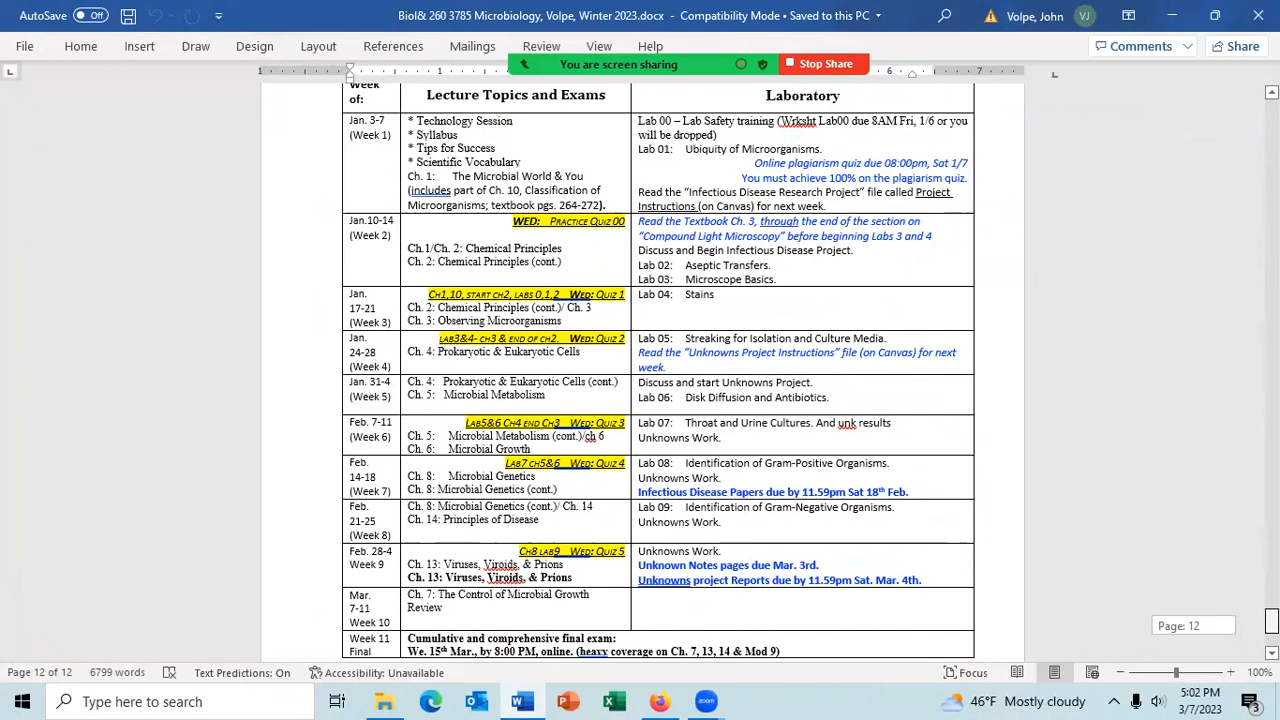 AutoSave Off
Biol& 260 3785 Microbiology, Winter 2023.docx - Compatibility Mode • Saved to this PC
Volpe, John VJ
File Home Insert Draw Design Layout References Mailings Review View Help
Comments Share
You are screen sharing Stop Share
1 1 6 7
Week of:
Lecture Topics and Exams
Laboratory
Jan. 3-7
(Week 1)
* Technology Session
* Syllabus
* Tips for Success
* Scientific Vocabulary
Ch. 1: The Microbial World & You
(includes part of Ch. 10, Classification of
Microorganisms; textbook pgs. 264-272).
Lab 00 – Lab Safety training (Wrksht Lab00 due 8AM Fri, 1/6 or you
will be dropped)
Lab 01: Ubiquity of Microorganisms.
Online plagiarism quiz due 08:00pm, Sat 1/7
You must achieve 100% on the plagiarism quiz.
Read the “Infectious Disease Research Project” file called Project
Instructions (on Canvas) for next week.
Jan.10-14
(Week 2)
WED: PRACTICE QUIZ 00
Ch.1/Ch. 2: Chemical Principles
Ch. 2: Chemical Principles (cont.)
Read the Textbook Ch. 3, through the end of the section on
“Compound Light Microscopy” before beginning Labs 3 and 4
Discuss and Begin Infectious Disease Project.
Lab 02: Aseptic Transfers.
Lab 03: Microscope Basics.
Jan.
17-21
(Week 3)
CH1,10, START CH2, LABS 0,1,2 WED: QUIZ 1
Ch. 2: Chemical Principles (cont.)/ Ch. 3
Ch. 3: Observing Microorganisms
Lab 04: Stains
Jan.
24-28
(Week 4)
LAB3&4- CH3 & END OF CH2. WED: QUIZ 2
Ch. 4: Prokaryotic & Eukaryotic Cells
Lab 05: Streaking for Isolation and Culture Media.
Read the “Unknowns Project Instructions” file (on Canvas) for next
week.
Jan. 31-4
(Week 5)
Ch. 4: Prokaryotic & Eukaryotic Cells (cont.)
Ch. 5: Microbial Metabolism
Discuss and start Unknowns Project.
Lab 06: Disk Diffusion and Antibiotics.
Feb. 7-11
(Week 6)
LAB5&6 CH4 END CH3 WED: QUIZ 3
Ch. 5: Microbial Metabolism (cont.)/ch 6
Ch. 6: Microbial Growth
Lab 07: Throat and Urine Cultures. And unk results
Unknowns Work.
Feb.
14-18
(Week 7)
LAB7 CH5&6 WED: QUIZ 4
Ch. 8: Microbial Genetics
Ch. 8: Microbial Genetics (cont.)
Lab 08: Identification of Gram-Positive Organisms.
Unknowns Work.
Infectious Disease Papers due by 11.59pm Sat 18th Feb.
Feb.
21-25
(Week 8)
Ch. 8: Microbial Genetics (cont.)/ Ch. 14
Ch. 14: Principles of Disease
Lab 09: Identification of Gram-Negative Organisms.
Unknowns Work.
Feb. 28-4
Week 9
CH8 LAB9 WED: QUIZ 5
Ch. 13: Viruses, Viroids, & Prions
Ch. 13: Viruses, Viroids, & Prions
Unknowns Work.
Unknown Notes pages due Mar. 3rd.
Unknowns project Reports due by 11.59pm Sat. Mar. 4th.
Mar.
7-11
Week 10
Ch. 7: The Control of Microbial Growth
Review
Week 11
Final
Cumulative and comprehensive final exam:
We. 15th Mar., by 8:00 PM, online. (heavy coverage on Ch. 7, 13, 14 & Mod 9)
Page: 12
Page 12 of 12 6799 words Text Predictions: On Accessibility: Unavailable
Focus 100%
Type here to search
zoom
46°F Mostly cloudy
5:02 PM
3/7/2023
3